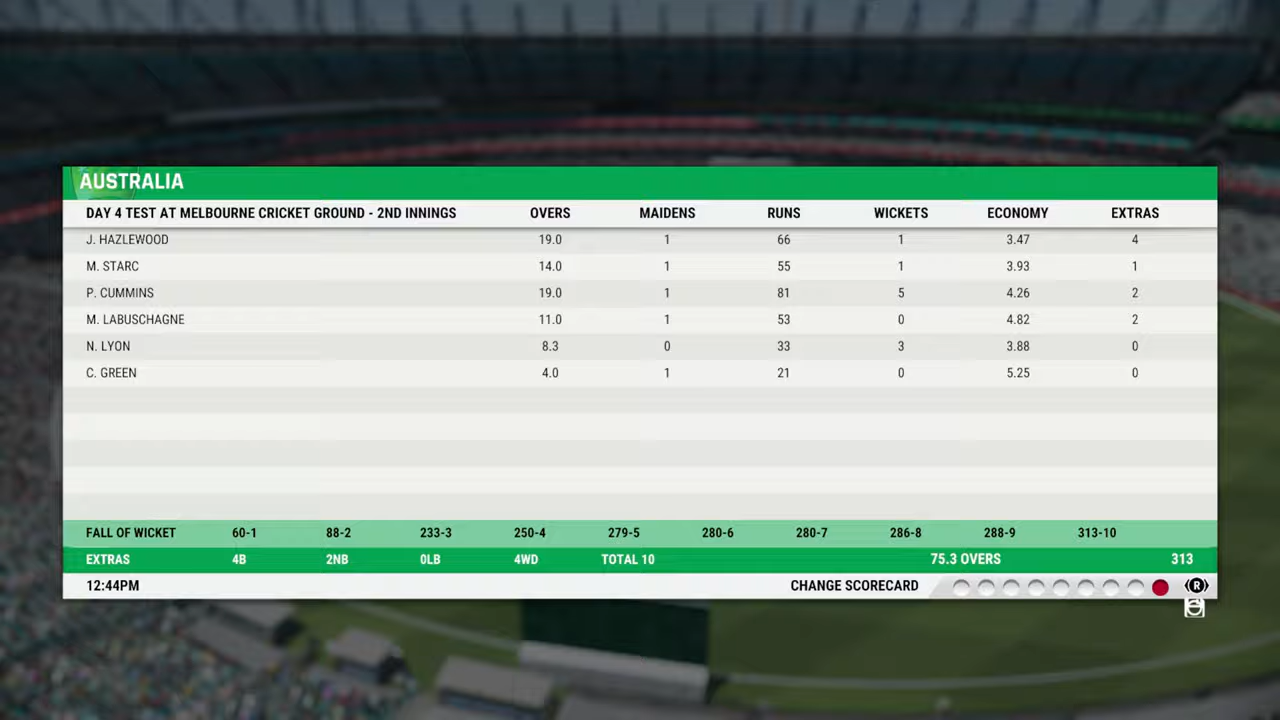 AUSTRALIA
DAY 4 TEST AT MELBOURNE CRICKET GROUND - 2ND INNINGS OVERS MAIDENS RUNS WICKETS ECONOMY EXTRAS
J. HAZLEWOOD 19.0 1 66 1 3.47 4
M. STARC 14.0 1 55 1 3.93 1
P. CUMMINS 19.0 1 81 5 4.26 2
M. LABUSCHAGNE 11.0 1 53 0 4.82 2
N. LYON 8.3 0 33 3 3.88 0
C. GREEN 4.0 1 21 0 5.25 0
FALL OF WICKET 60-1 88-2 233-3 250-4 279-5 280-6 280-7 286-8 288-9 313-10
EXTRAS 4B 2NB 0LB 4WD TOTAL 10 75.3 OVERS 313
12:44PM CHANGE SCORECARD R